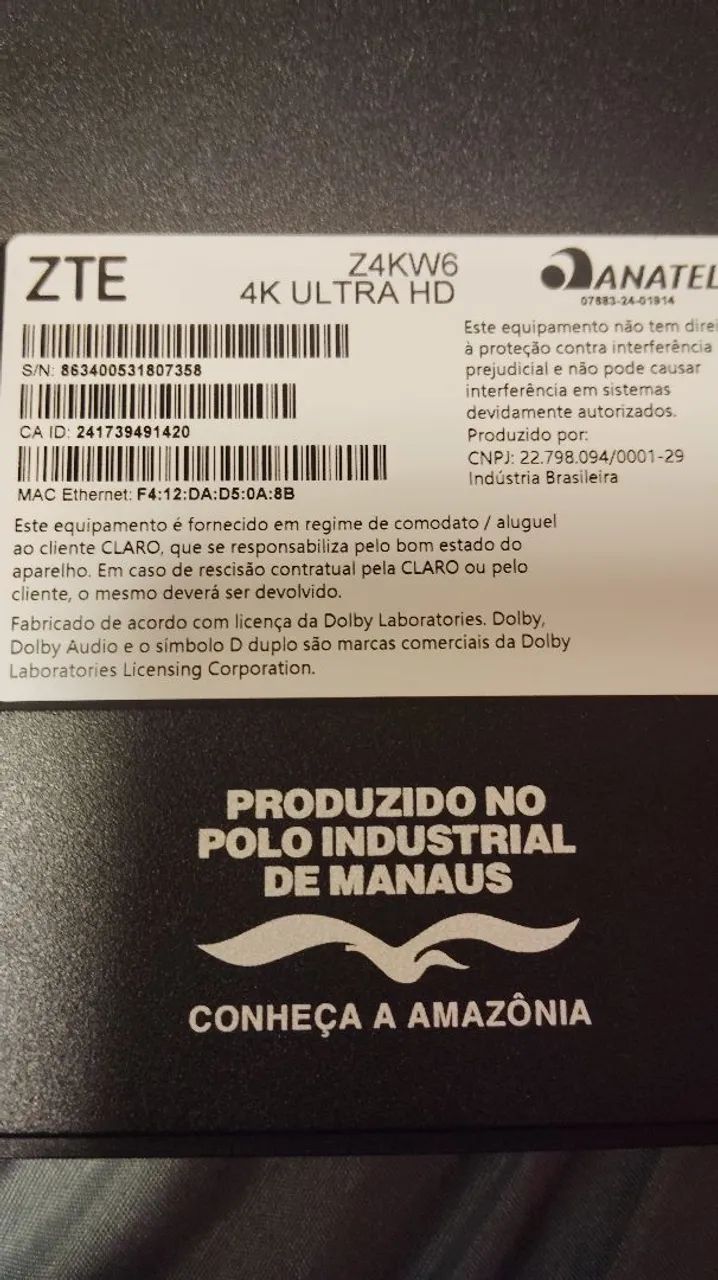 ZTE
Z4KW6
4K ULTRA HD
ANATEL
07883-24-01914
S/N: 863400531807358
CA ID: 241739491420
MAC Ethernet: F4:12:DA:D5:0A:8B
Este equipamento não tem direi
à proteção contra interferência
prejudicial e não pode causar
interferência em sistemas
devidamente autorizados.
Produzido por:
CNPJ: 22.798.094/0001-29
Indústria Brasileira
Este equipamento é fornecido em regime de comodato / aluguel
ao cliente CLARO, que se responsabiliza pelo bom estado do
aparelho. Em caso de rescisão contratual pela CLARO ou pelo
cliente, o mesmo deverá ser devolvido.
Fabricado de acordo com licença da Dolby Laboratories. Dolby,
Dolby Audio e o símbolo D duplo são marcas comerciais da Dolby
Laboratories Licensing Corporation.
PRODUZIDO NO
POLO INDUSTRIAL
DE MANAUS
CONHEÇA A AMAZÔNIA